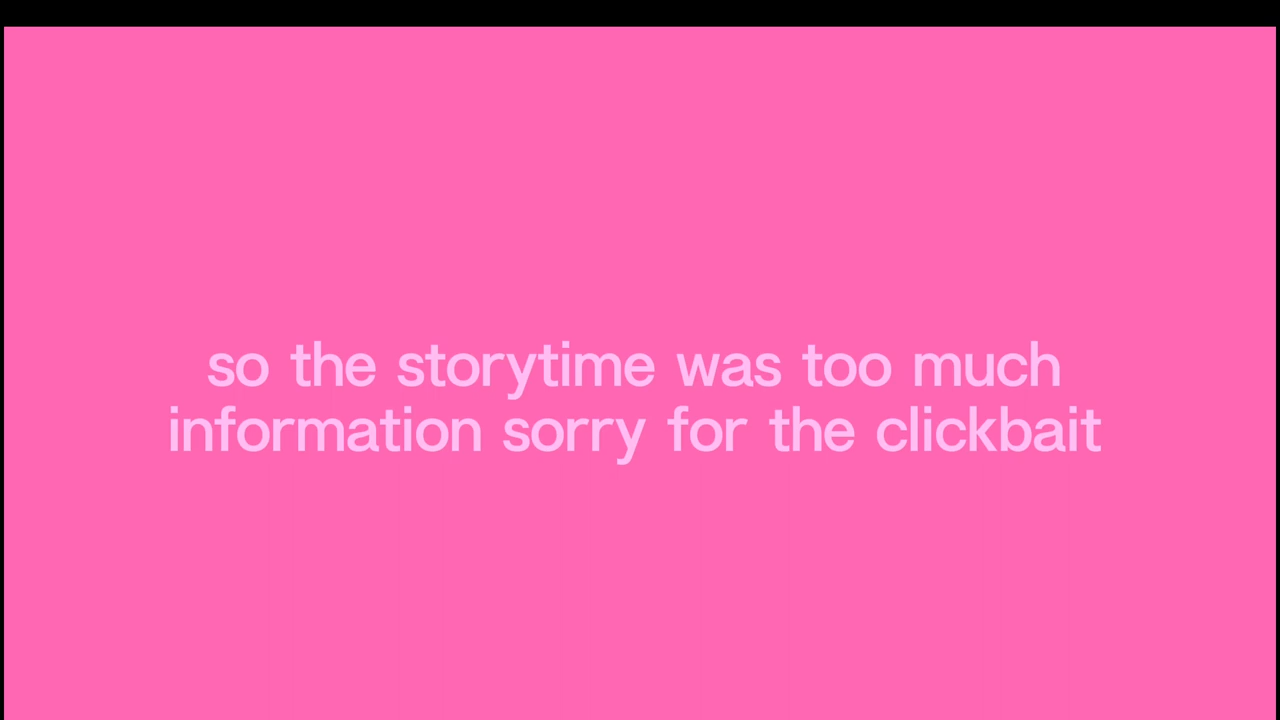 so the storytime was too much
information sorry for the clickbait